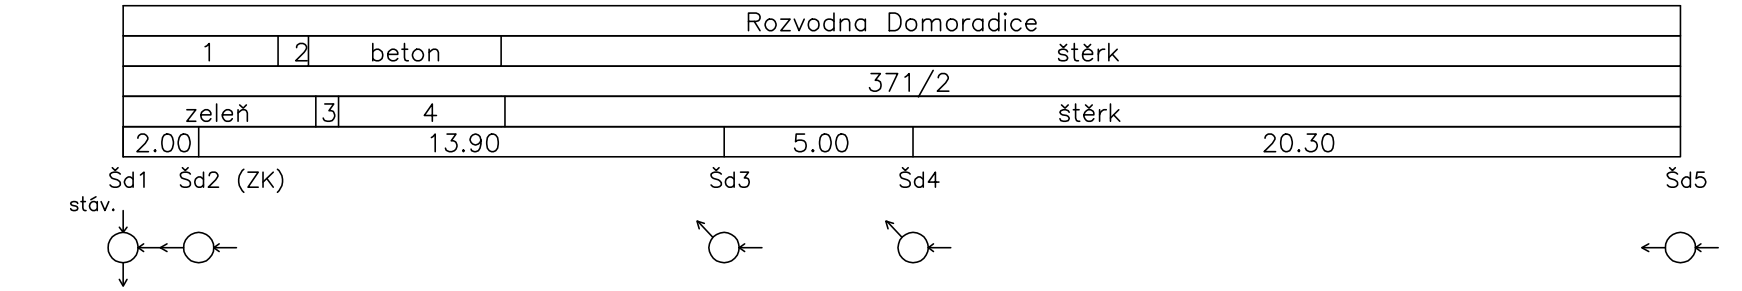 Rozvodna Domoradice
1 2 beton štěrk
371/2
zeleň 3 4 štěrk
2.00 13.90 5.00 20.30
Šd1 Šd2 (ZK) Šd3 Šd4 Šd5
stáv.